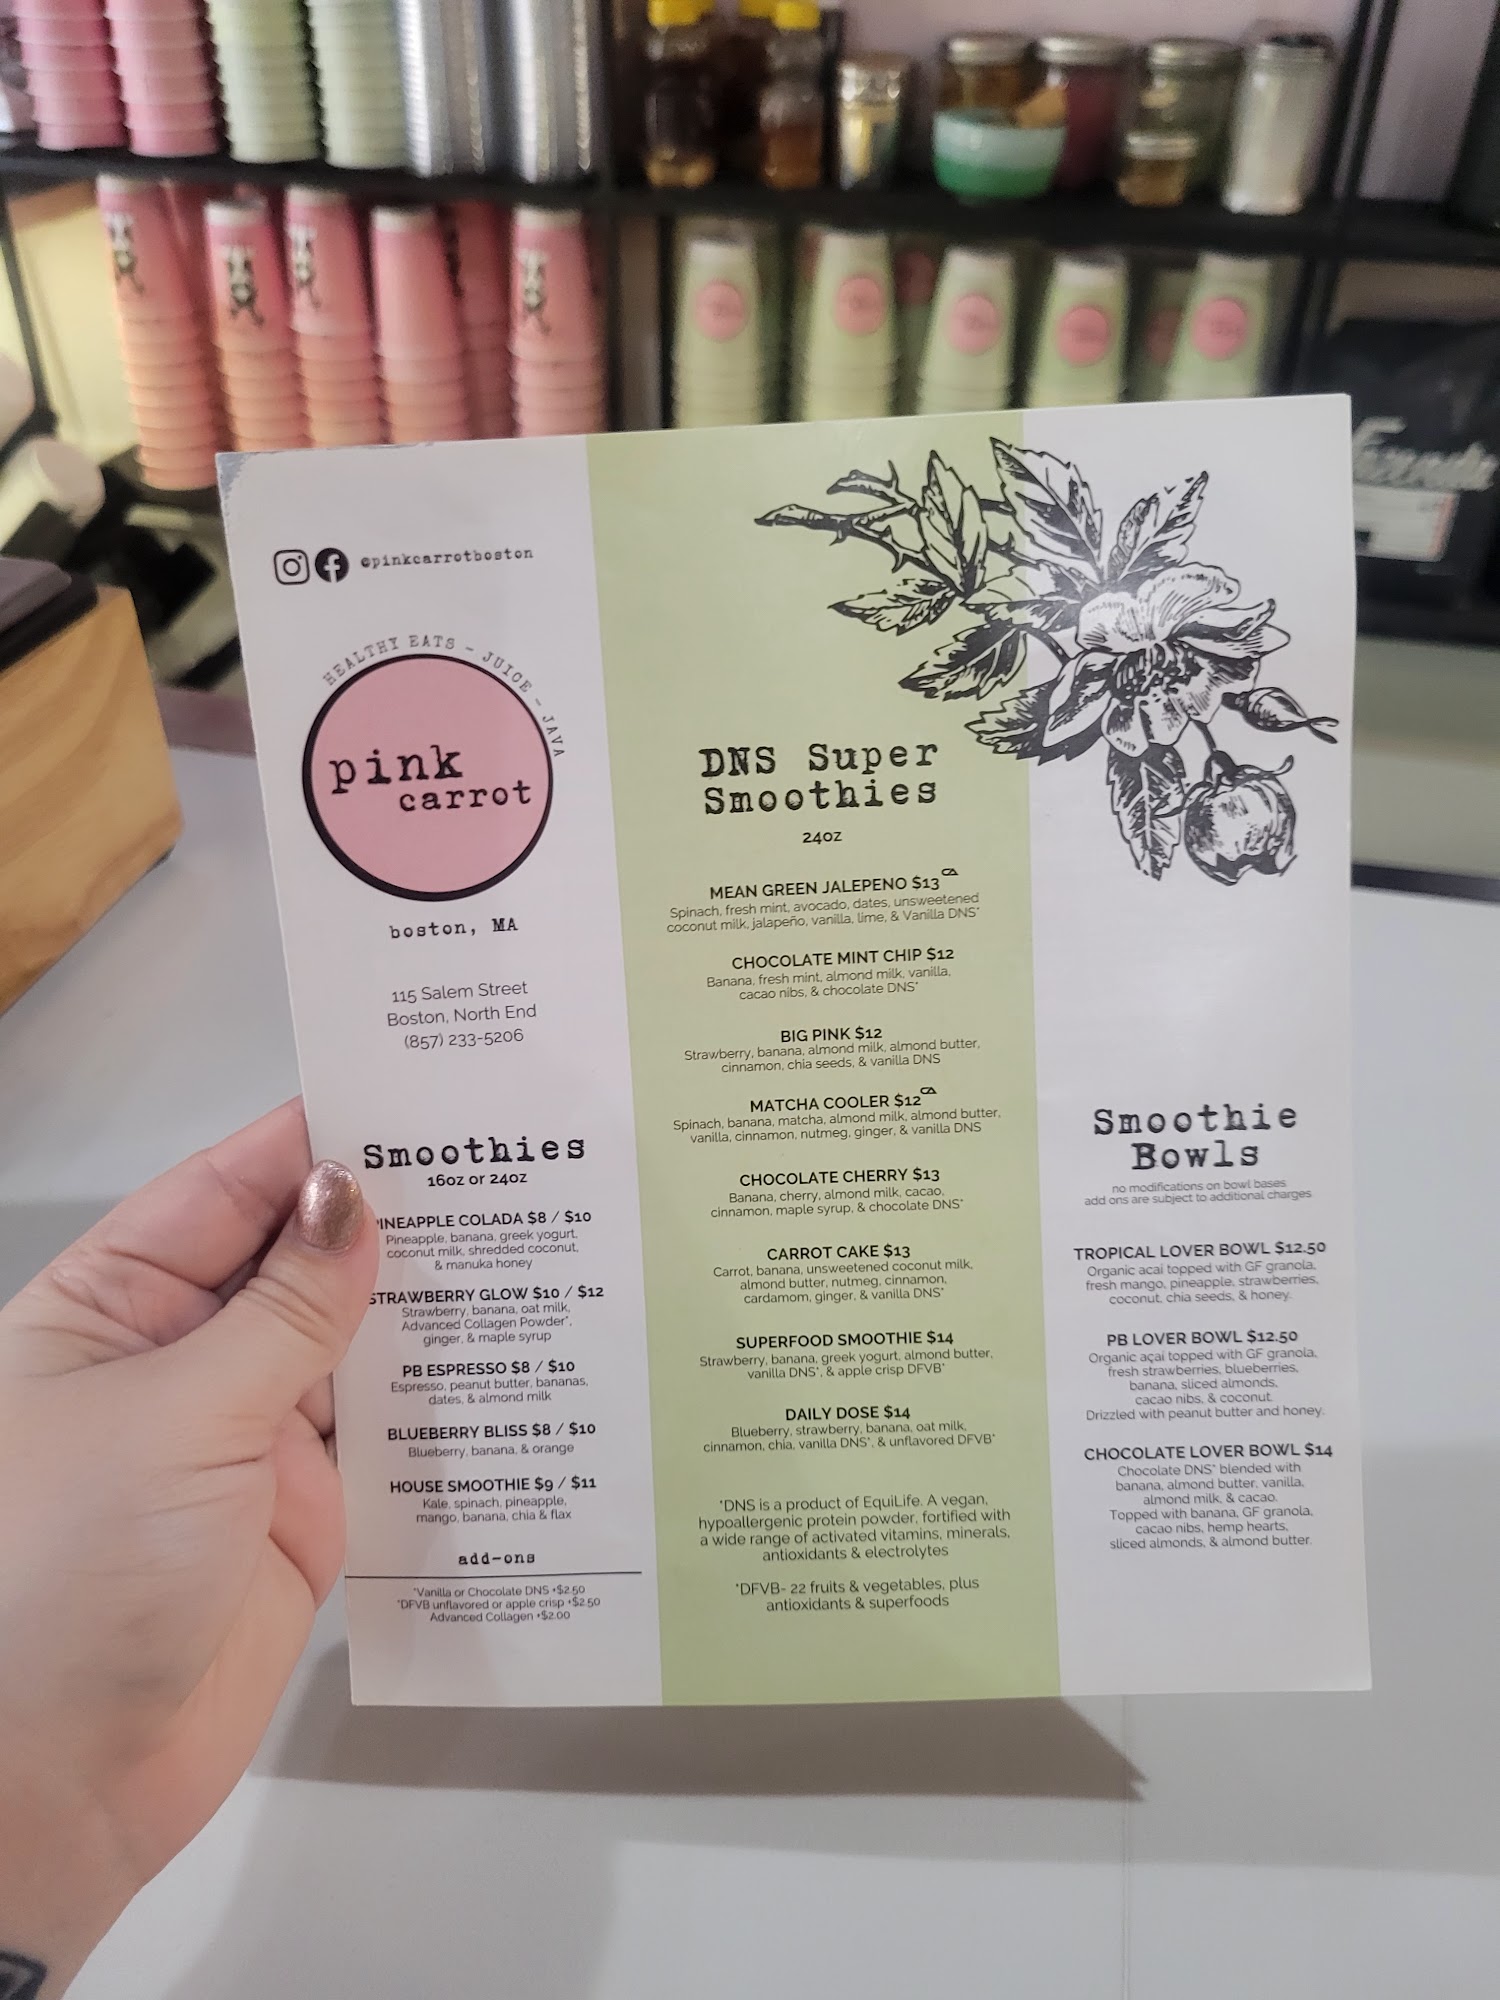 @pinkcarrotboston
HEALTHY EATS - JUICE - JAVA
pink
carrot
boston, MA
115 Salem Street
Boston, North End
(857) 233-5206
Smoothies
16oz or 24oz
INEAPPLE COLADA $8 / $10
Pineapple, banana, greek yogurt,
coconut milk, shredded coconut,
& manuka honey
STRAWBERRY GLOW $10 / $12
Strawberry, banana, oat milk,
Advanced Collagen Powder*,
ginger, & maple syrup
PB ESPRESSO $8 / $10
Espresso, peanut butter, bananas,
dates, & almond milk
BLUEBERRY BLISS $8 / $10
Blueberry, banana, & orange
HOUSE SMOOTHIE $9 / $11
Kale, spinach, pineapple,
mango, banana, chia & flax
add-ons
*Vanilla or Chocolate DNS +$2.50
*DFVB unflavored or apple crisp +$2.50
Advanced Collagen +$2.00
DNS Super
Smoothies
24oz
MEAN GREEN JALEPENO $13 CA
Spinach, fresh mint, avocado, dates, unsweetened
coconut milk, jalapeño, vanilla, lime, & Vanilla DNS*
CHOCOLATE MINT CHIP $12
Banana, fresh mint, almond milk, vanilla,
cacao nibs, & chocolate DNS*
BIG PINK $12
Strawberry, banana, almond milk, almond butter,
cinnamon, chia seeds, & vanilla DNS
MATCHA COOLER $12 CA
Spinach, banana, matcha, almond milk, almond butter,
vanilla, cinnamon, nutmeg, ginger, & vanilla DNS
CHOCOLATE CHERRY $13
Banana, cherry, almond milk, cacao,
cinnamon, maple syrup, & chocolate DNS*
CARROT CAKE $13
Carrot, banana, unsweetened coconut milk,
almond butter, nutmeg, cinnamon,
cardamom, ginger, & vanilla DNS*
SUPERFOOD SMOOTHIE $14
Strawberry, banana, greek yogurt, almond butter,
vanilla DNS*, & apple crisp DFVB*
DAILY DOSE $14
Blueberry, strawberry, banana, oat milk,
cinnamon, chia, vanilla DNS*, & unflavored DFVB*
*DNS is a product of EquiLife. A vegan,
hypoallergenic protein powder, fortified with
a wide range of activated vitamins, minerals,
antioxidants & electrolytes
*DFVB- 22 fruits & vegetables, plus
antioxidants & superfoods
Smoothie
Bowls
no modifications on bowl bases
add ons are subject to additional charges
TROPICAL LOVER BOWL $12.50
Organic acai topped with GF granola,
fresh mango, pineapple, strawberries,
coconut, chia seeds, & honey.
PB LOVER BOWL $12.50
Organic açai topped with GF granola,
fresh strawberries, blueberries,
banana, sliced almonds,
cacao nibs, & coconut.
Drizzled with peanut butter and honey.
CHOCOLATE LOVER BOWL $14
Chocolate DNS* blended with
banana, almond butter, vanilla,
almond milk, & cacao.
Topped with banana, GF granola,
cacao nibs, hemp hearts,
sliced almonds, & almond butter.